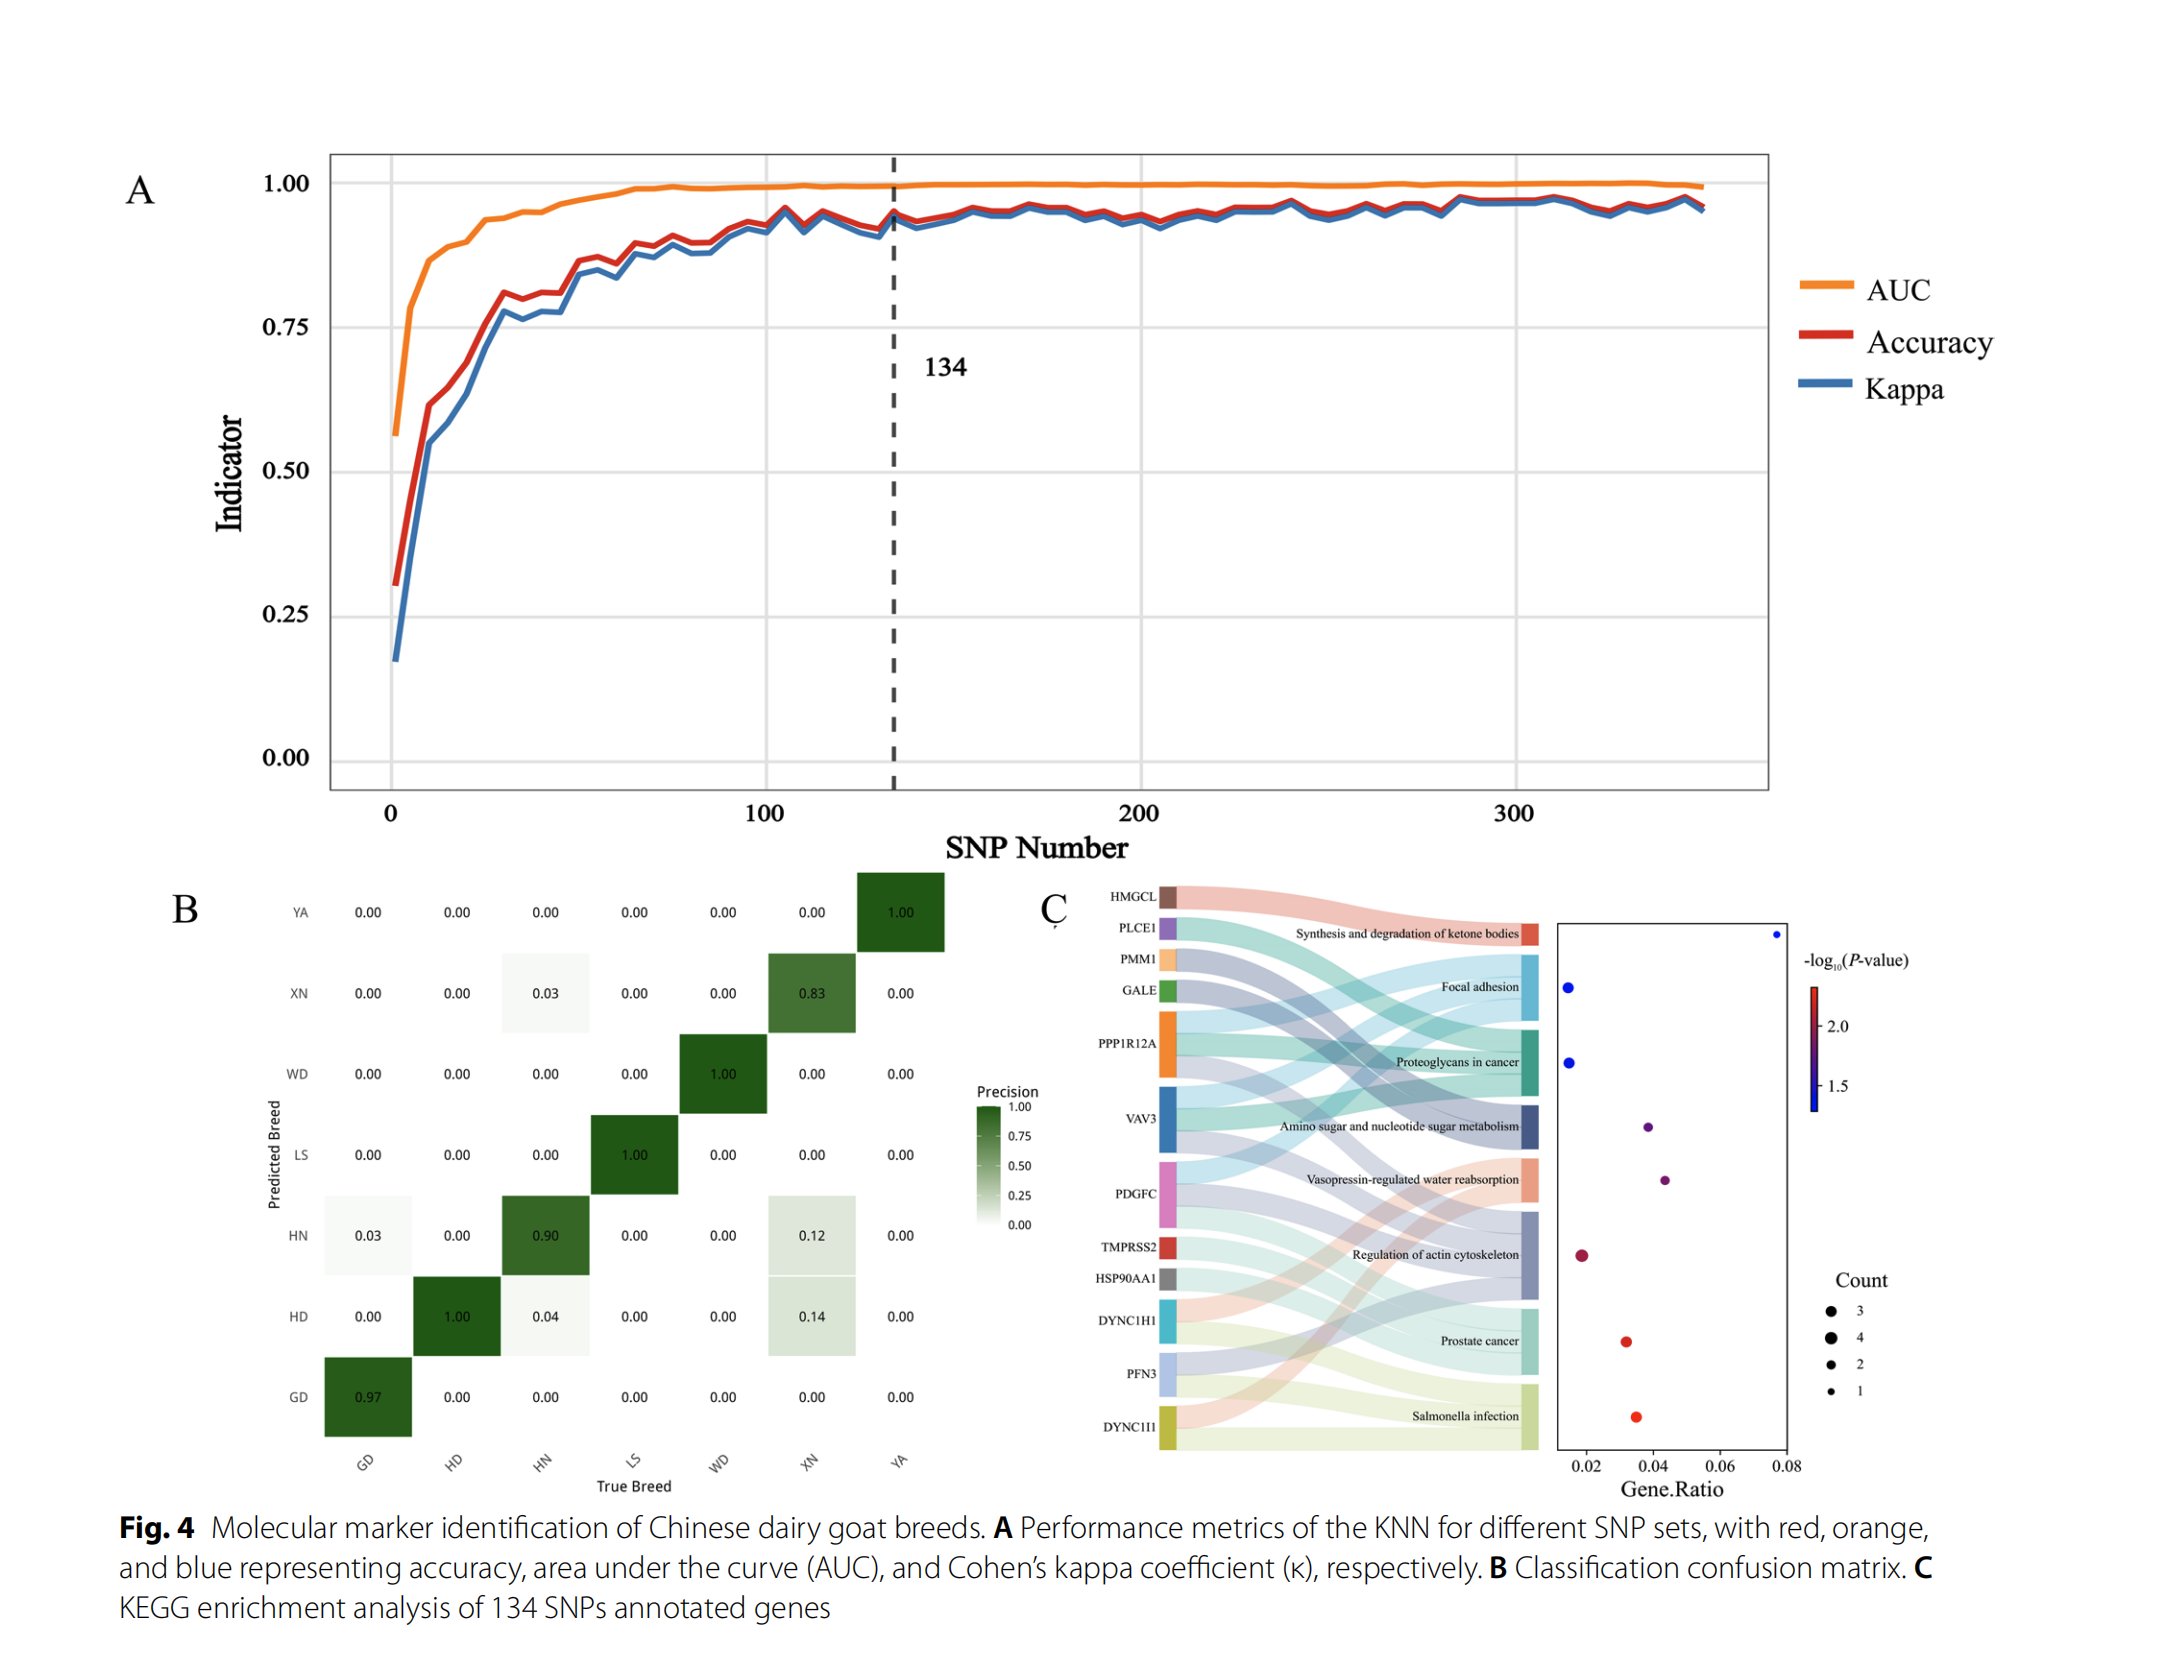 A
1.00
0.75
0.50
0.25
0.00
Indicator
134
0 100 200 300
SNP Number
AUC
Accuracy
Kappa
B
Predicted Breed
YA 0.00 0.00 0.00 0.00 0.00 0.00 1.00
XN 0.00 0.00 0.03 0.00 0.00 0.83 0.00
WD 0.00 0.00 0.00 0.00 1.00 0.00 0.00
LS 0.00 0.00 0.00 1.00 0.00 0.00 0.00
HN 0.03 0.00 0.90 0.00 0.00 0.12 0.00
HD 0.00 1.00 0.04 0.00 0.00 0.14 0.00
GD 0.97 0.00 0.00 0.00 0.00 0.00 0.00
GD HD HN LS WD XN YA
True Breed
Precision
1.00
0.75
0.50
0.25
0.00
C
HMGCL
PLCE1
PMM1
GALE
PPP1R12A
VAV3
PDGFC
TMPRSS2
HSP90AA1
DYNC1H1
PFN3
DYNC1I1
Synthesis and degradation of ketone bodies
Focal adhesion
Proteoglycans in cancer
Amino sugar and nucleotide sugar metabolism
Vasopressin-regulated water reabsorption
Regulation of actin cytoskeleton
Prostate cancer
Salmonella infection
0.02 0.04 0.06 0.08
Gene.Ratio
-log10(P-value)
2.0
1.5
Count
3
4
2
1
Fig. 4 Molecular marker identification of Chinese dairy goat breeds. A Performance metrics of the KNN for different SNP sets, with red, orange,
and blue representing accuracy, area under the curve (AUC), and Cohen's kappa coefficient (κ), respectively. B Classification confusion matrix. C
KEGG enrichment analysis of 134 SNPs annotated genes